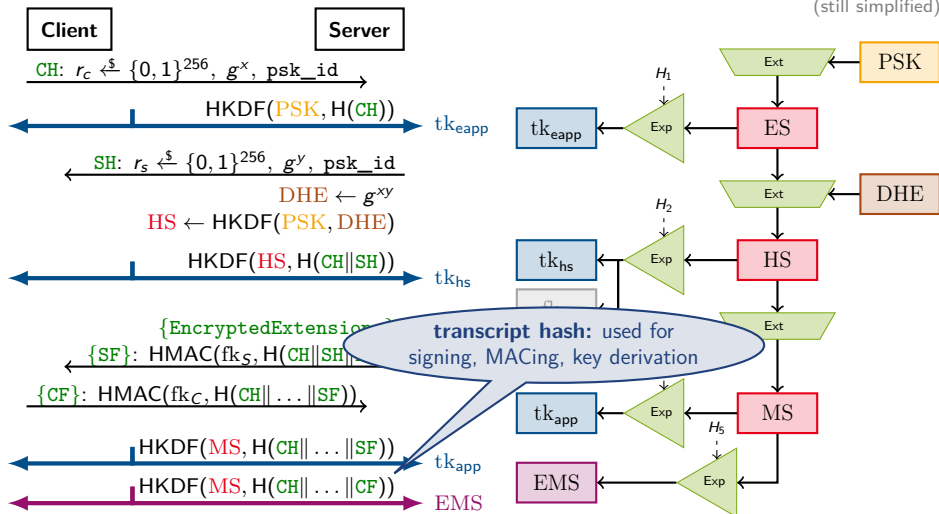 (still simplified)
Client Server
CH: r_c ←$ {0, 1}^256, g^x, psk_id
HKDF(PSK, H(CH))
tk_eapp
SH: r_s ←$ {0, 1}^256, g^y, psk_id
DHE ← g^xy
HS ← HKDF(PSK, DHE)
HKDF(HS, H(CH‖SH))
tk_hs
{EncryptedExtension
{SF}: HMAC(fk_S, H(CH‖SH‖
{CF}: HMAC(fk_C, H(CH‖ … ‖SF))
HKDF(MS, H(CH‖ … ‖SF))
tk_app
HKDF(MS, H(CH‖ … ‖CF))
EMS
transcript hash: used for
signing, MACing, key derivation
Ext
PSK
H_1
tk_eapp
Exp
ES
Ext
DHE
H_2
tk_hs
Exp
HS
Ext
tk_app
Exp
MS
H_5
EMS
Exp